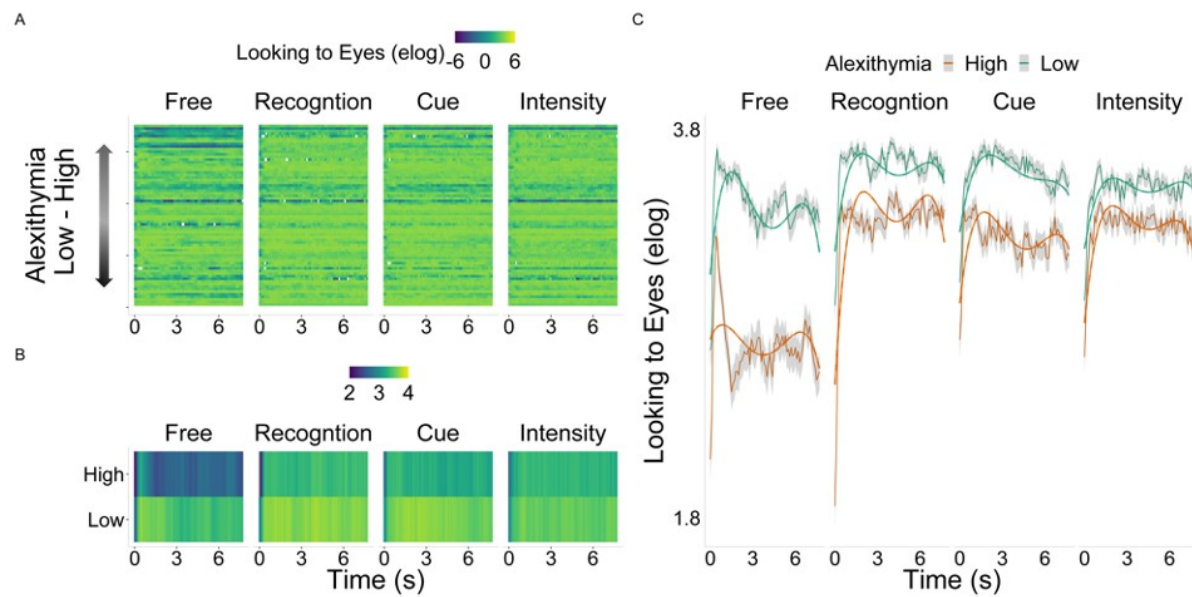 A
Looking to Eyes (elog)
-6 0 6
Free Recogntion Cue Intensity
Alexithymia
Low - High
0 3 6 0 3 6 0 3 6 0 3 6
B
2 3 4
Free Recogntion Cue Intensity
High
Low
0 3 6 0 3 6 0 3 6 0 3 6
Time (s)
C
Alexithymia High Low
Free Recogntion Cue Intensity
3.8
Looking to Eyes (elog)
1.8
0 3 6 0 3 6 0 3 6 0 3 6
Time (s)